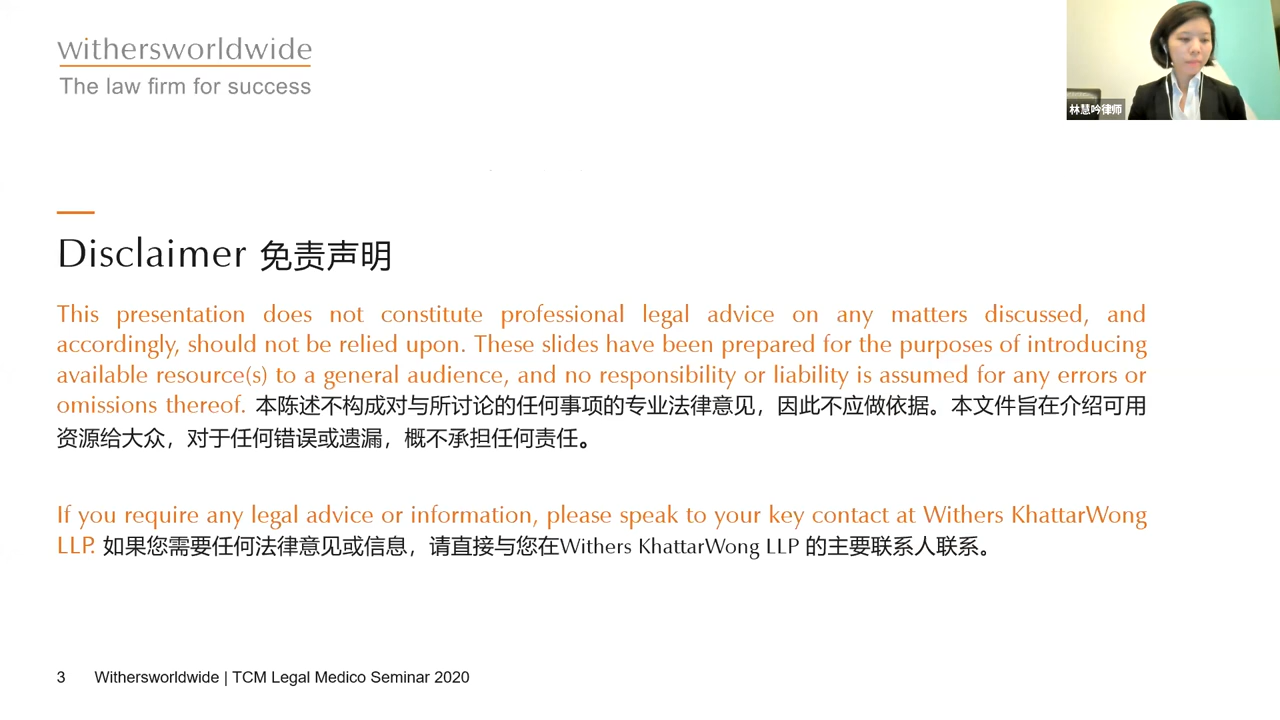 withersworldwide
The law firm for success
林慧吟律师
Disclaimer 免责声明
This presentation does not constitute professional legal advice on any matters discussed, and
accordingly, should not be relied upon. These slides have been prepared for the purposes of introducing
available resource(s) to a general audience, and no responsibility or liability is assumed for any errors or
omissions thereof. 本陈述不构成对与所讨论的任何事项的专业法律意见，因此不应做依据。本文件旨在介绍可用
资源给大众，对于任何错误或遗漏，概不承担任何责任。
If you require any legal advice or information, please speak to your key contact at Withers KhattarWong
LLP. 如果您需要任何法律意见或信息，请直接与您在Withers KhattarWong LLP 的主要联系人联系。
3 Withersworldwide | TCM Legal Medico Seminar 2020